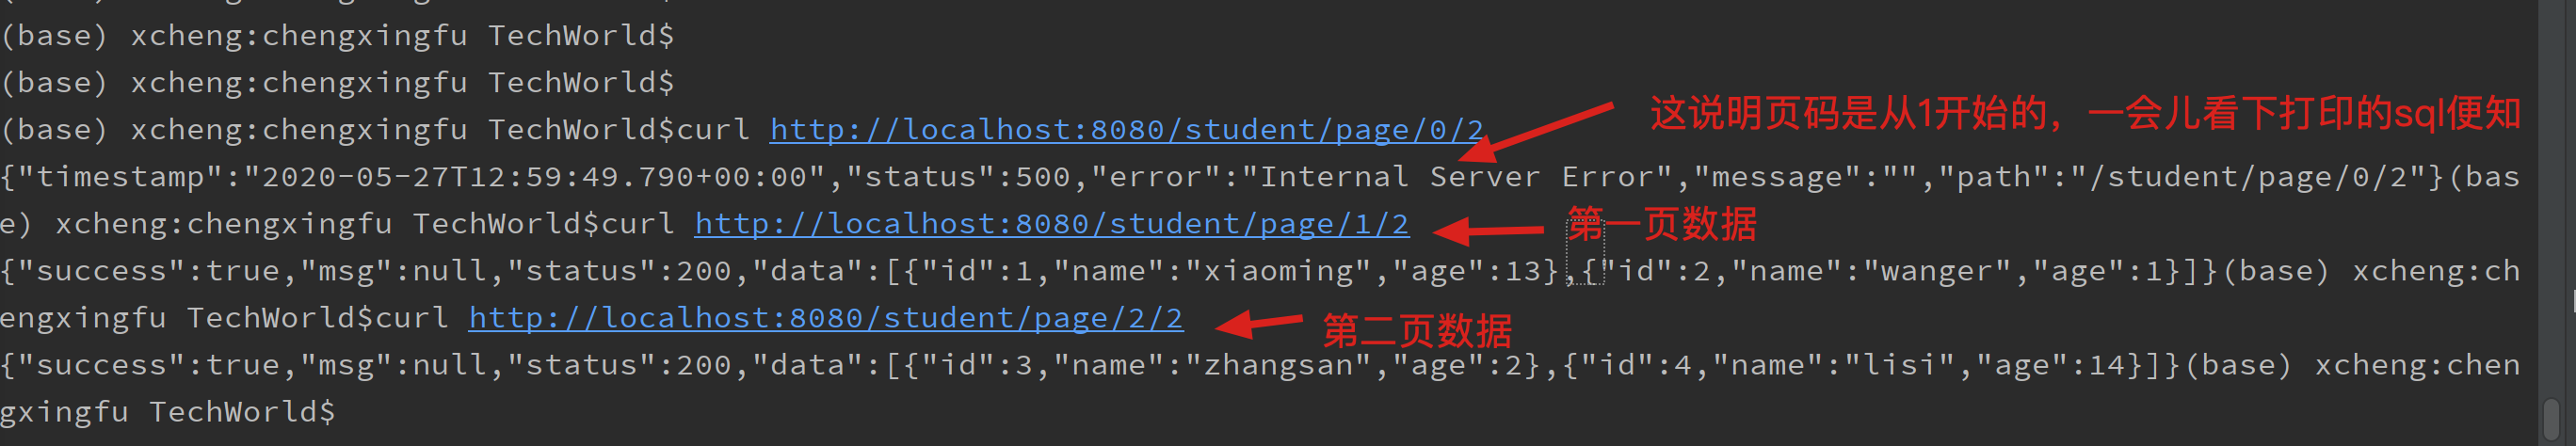 (base) xcheng:chengxingfu TechWorld$
(base) xcheng:chengxingfu TechWorld$
(base) xcheng:chengxingfu TechWorld$curl http://localhost:8080/student/page/0/2
这说明页码是从1开始的，一会儿看下打印的sql便知
{"timestamp":"2020-05-27T12:59:49.790+00:00","status":500,"error":"Internal Server Error","message":"","path":"/student/page/0/2"}(bas
e) xcheng:chengxingfu TechWorld$curl http://localhost:8080/student/page/1/2
第一页数据
{"success":true,"msg":null,"status":200,"data":[{"id":1,"name":"xiaoming","age":13},{"id":2,"name":"wanger","age":1}]}(base) xcheng:ch
engxingfu TechWorld$curl http://localhost:8080/student/page/2/2
第二页数据
{"success":true,"msg":null,"status":200,"data":[{"id":3,"name":"zhangsan","age":2},{"id":4,"name":"lisi","age":14}]}(base) xcheng:chen
gxingfu TechWorld$